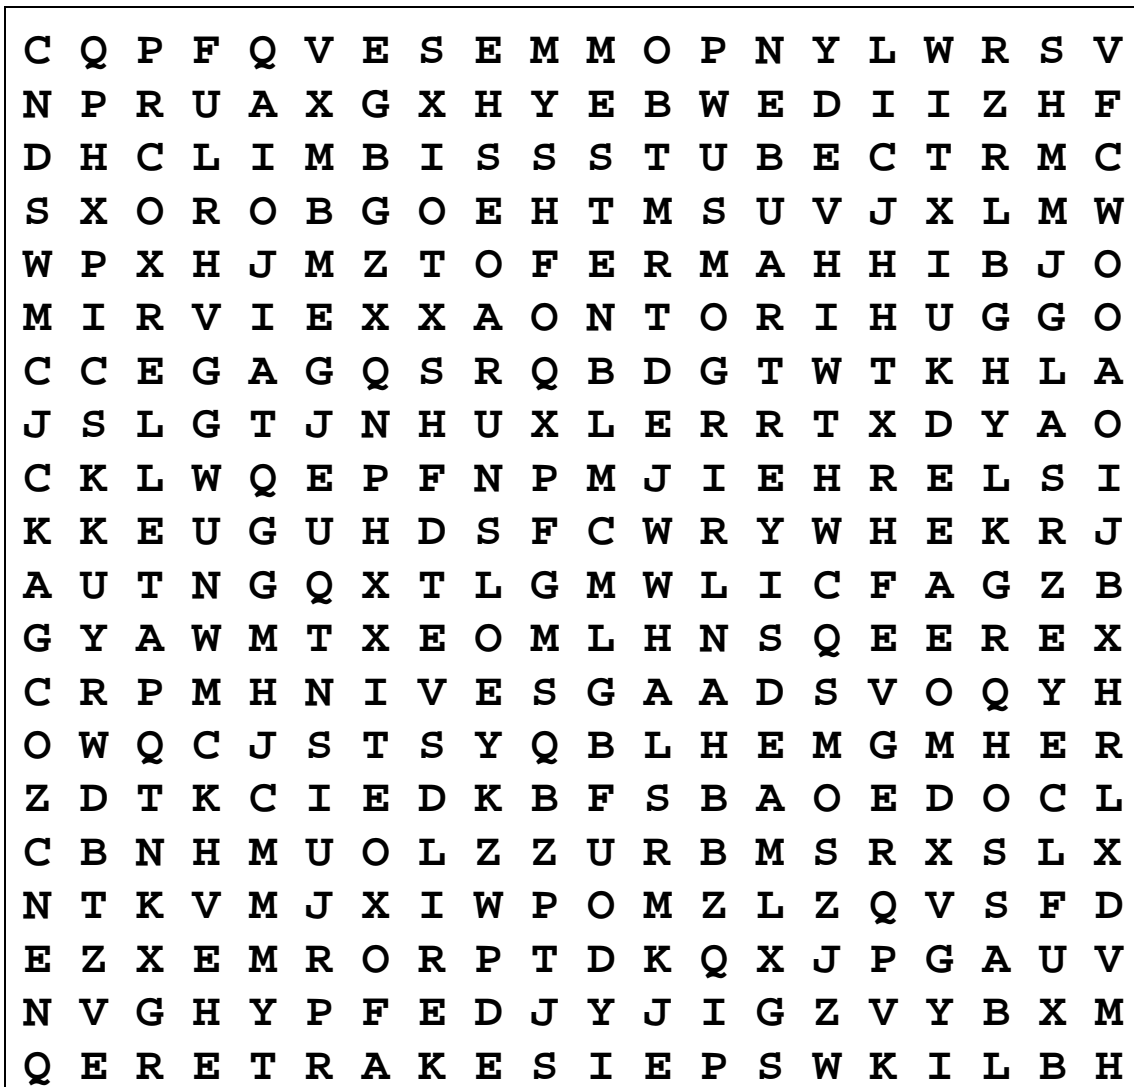 C Q P F Q V E S E M M O P N Y L W R S V
N P R U A X G X H Y E B W E D I I Z H F
D H C L I M B I S S S T U B E C T R M C
S X O R O B G O E H T M S U V J X L M W
W P X H J M Z T O F E R M A H H I B J O
M I R V I E X X A O N T O R I H U G G O
C C E G A G Q S R Q B D G T W T K H L A
J S L G T J N H U X L E R R T X D Y A O
C K L W Q E P F N P M J I E H R E L S I
K K E U G U H D S F C W R Y W H E K R J
A U T N G Q X T L G M W L I C F A G Z B
G Y A W M T X E O M L H N S Q E E R E X
C R P M H N I V E S G A A D S V O Q Y H
O W Q C J S T S Y Q B L H E M G M H E R
Z D T K C I E D K B F S B A O E D O C L
C B N H M U O L Z Z U R B M S R X S L X
N T K V M J X I W P O M Z L Z Q V S F D
E Z X E M R O R P T D K Q X J P G A U V
N V G H Y P F E D J Y J I G Z V Y B X M
Q E R E T R A K E S I E P S W K I L B H